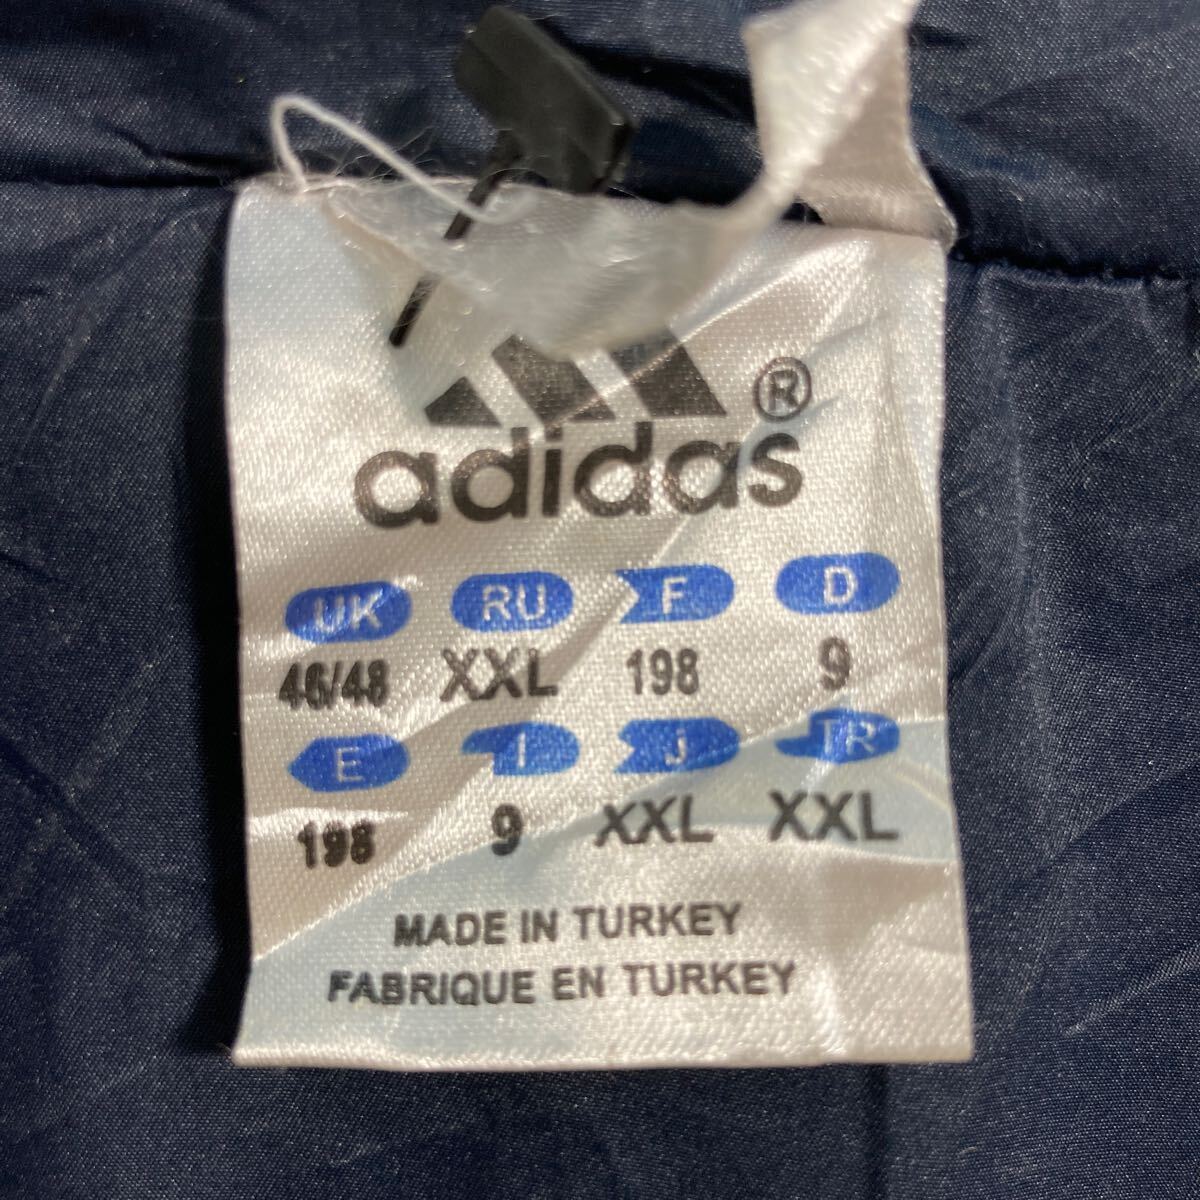 adidas®
UK RU F D
46/48 XXL 198 9
E I J TR
198 9 XXL XXL
MADE IN TURKEY
FABRIQUE EN TURKEY